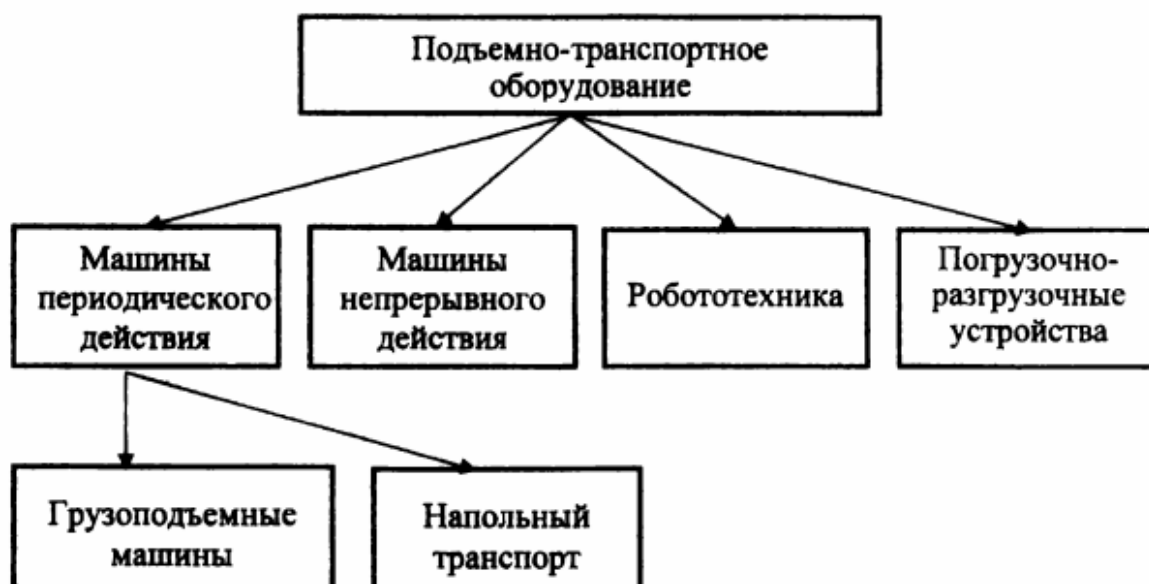 Подъемно-транспортное
оборудование
Машины
периодического
действия
Машины
непрерывного
действия
Робототехника
Погрузочно-
разгрузочные
устройства
Грузоподъемные
машины
Напольный
транспорт